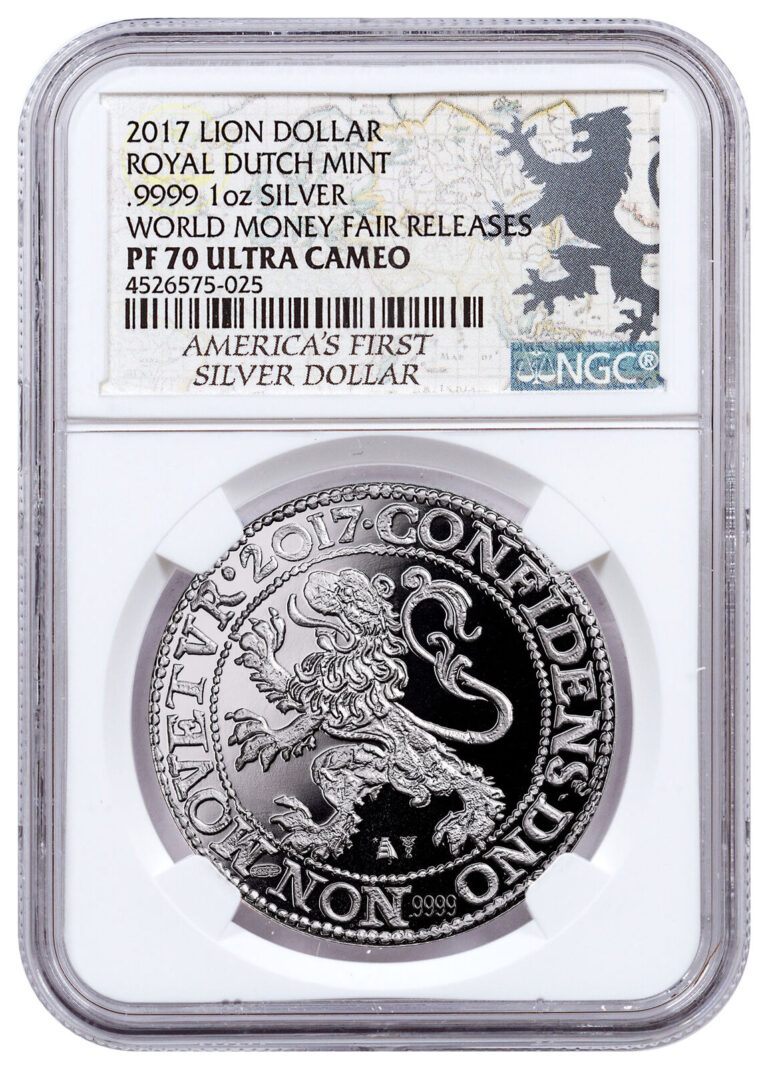 2017 LION DOLLAR
ROYAL DUTCH MINT
.9999 1oz SILVER
WORLD MONEY FAIR RELEASES
PF 70 ULTRA CAMEO
4526575-025
AMERICA'S FIRST
SILVER DOLLAR
NGC®
2017·CONFIDENS·DNO·NON·MOVETVR·
.9999